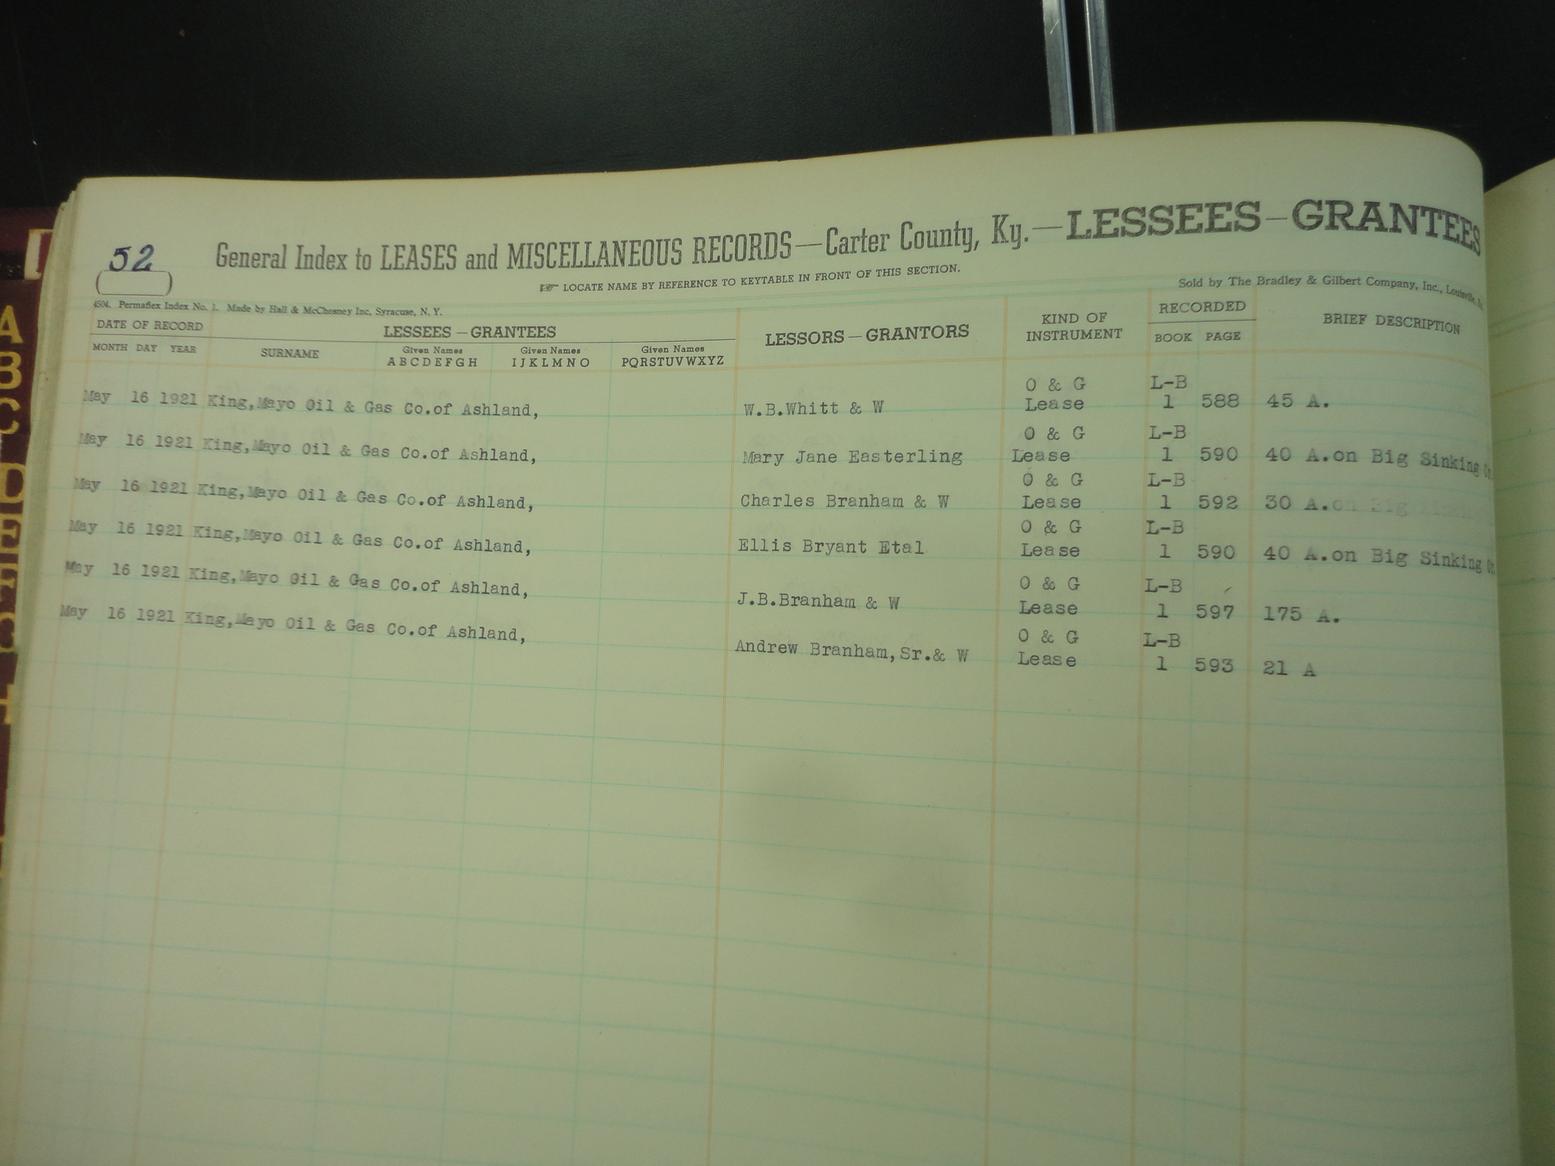 52
General Index to LEASES and MISCELLANEOUS RECORDS—Carter County, Ky.—LESSEES—GRANTEES
LOCATE NAME BY REFERENCE TO KEYTABLE IN FRONT OF THIS SECTION.
Sold by The Bradley & Gilbert Company, Inc.,
4504. Permaflex Index No. 1. Made by Hall & McChesney Inc, Syracuse, N. Y.
DATE OF RECORD LESSEES—GRANTEES LESSORS—GRANTORS KIND OF INSTRUMENT RECORDED BRIEF DESCRIPTION
MONTH DAY YEAR SURNAME Given Names ABCDEFGH Given Names IJKLMNO Given Names PQRSTUVWXYZ BOOK PAGE
O & G L-B
May 16 1921 King,Mayo Oil & Gas Co.of Ashland, W.B.Whitt & W Lease 1 588 45 A.
O & G L-B
May 16 1921 King,Mayo Oil & Gas Co.of Ashland, Mary Jane Easterling Lease 1 590 40 A.on Big Sinking
O & G L-B
May 16 1921 King,Mayo Oil & Gas Co.of Ashland, Charles Branham & W Lease 1 592 30 A.
O & G L-B
May 16 1921 King,Mayo Oil & Gas Co.of Ashland, Ellis Bryant Etal Lease 1 590 40 A.on Big Sinking
O & G L-B
May 16 1921 King,Mayo Oil & Gas Co.of Ashland, J.B.Branham & W Lease 1 597 175 A.
O & G L-B
May 16 1921 King,Mayo Oil & Gas Co.of Ashland, Andrew Branham,Sr.& W Lease 1 593 21 A